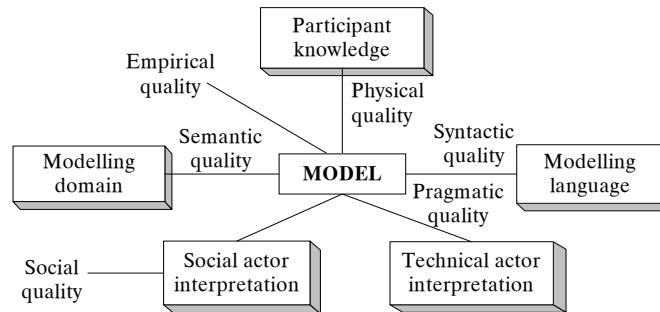 Participant
knowledge
Empirical
quality
Physical
quality
Semantic
quality
Syntactic
quality
Modelling
domain
MODEL
Modelling
language
Pragmatic
quality
Social
quality
Social actor
interpretation
Technical actor
interpretation